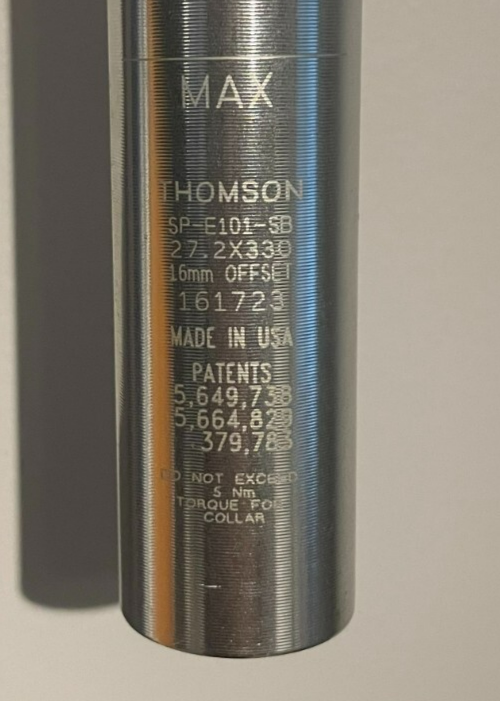 MAX
THOMSON
SP-E101-SB
27.2X330
16mm OFFSET
161723
MADE IN USA
PATENTS
5,649,738
5,664,829
379,783
DO NOT EXCEED
5 Nm
TORQUE FOR
COLLAR